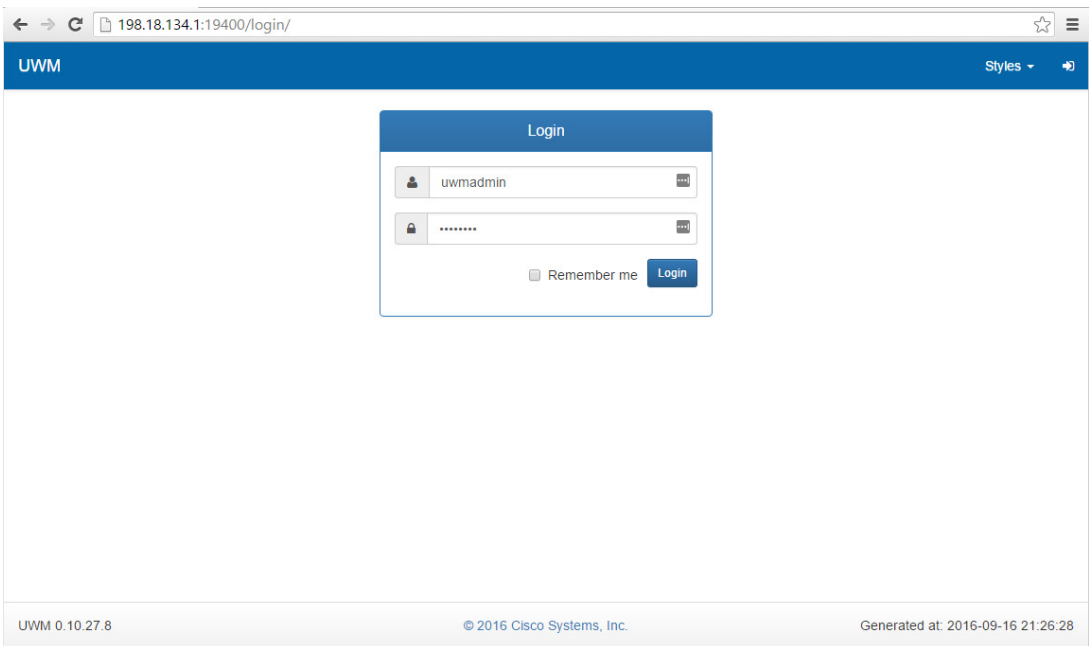 198.18.134.1:19400/login/
UWM Styles
Login
uwmadmin
••••••••
Remember me Login
UWM 0.10.27.8 © 2016 Cisco Systems, Inc. Generated at: 2016-09-16 21:26:28